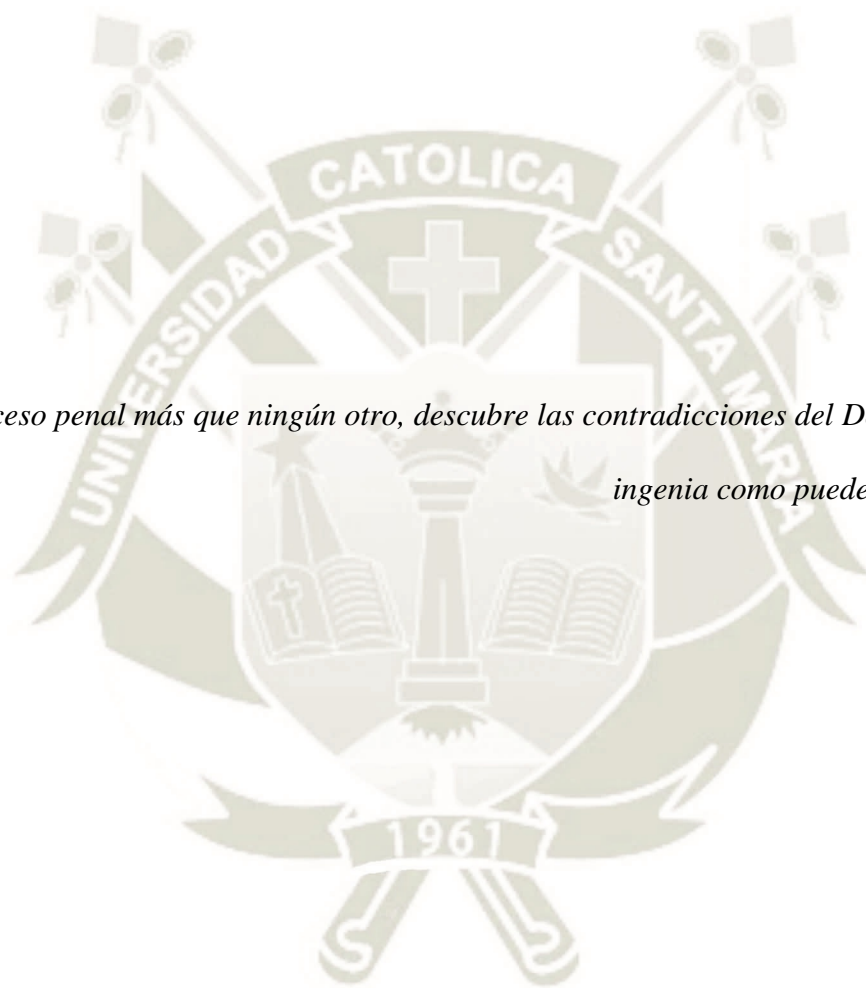 UNIVERSIDAD CATOLICA SANTA MARIA
ceso penal más que ningún otro, descubre las contradicciones del D
ingenia como puede
1961